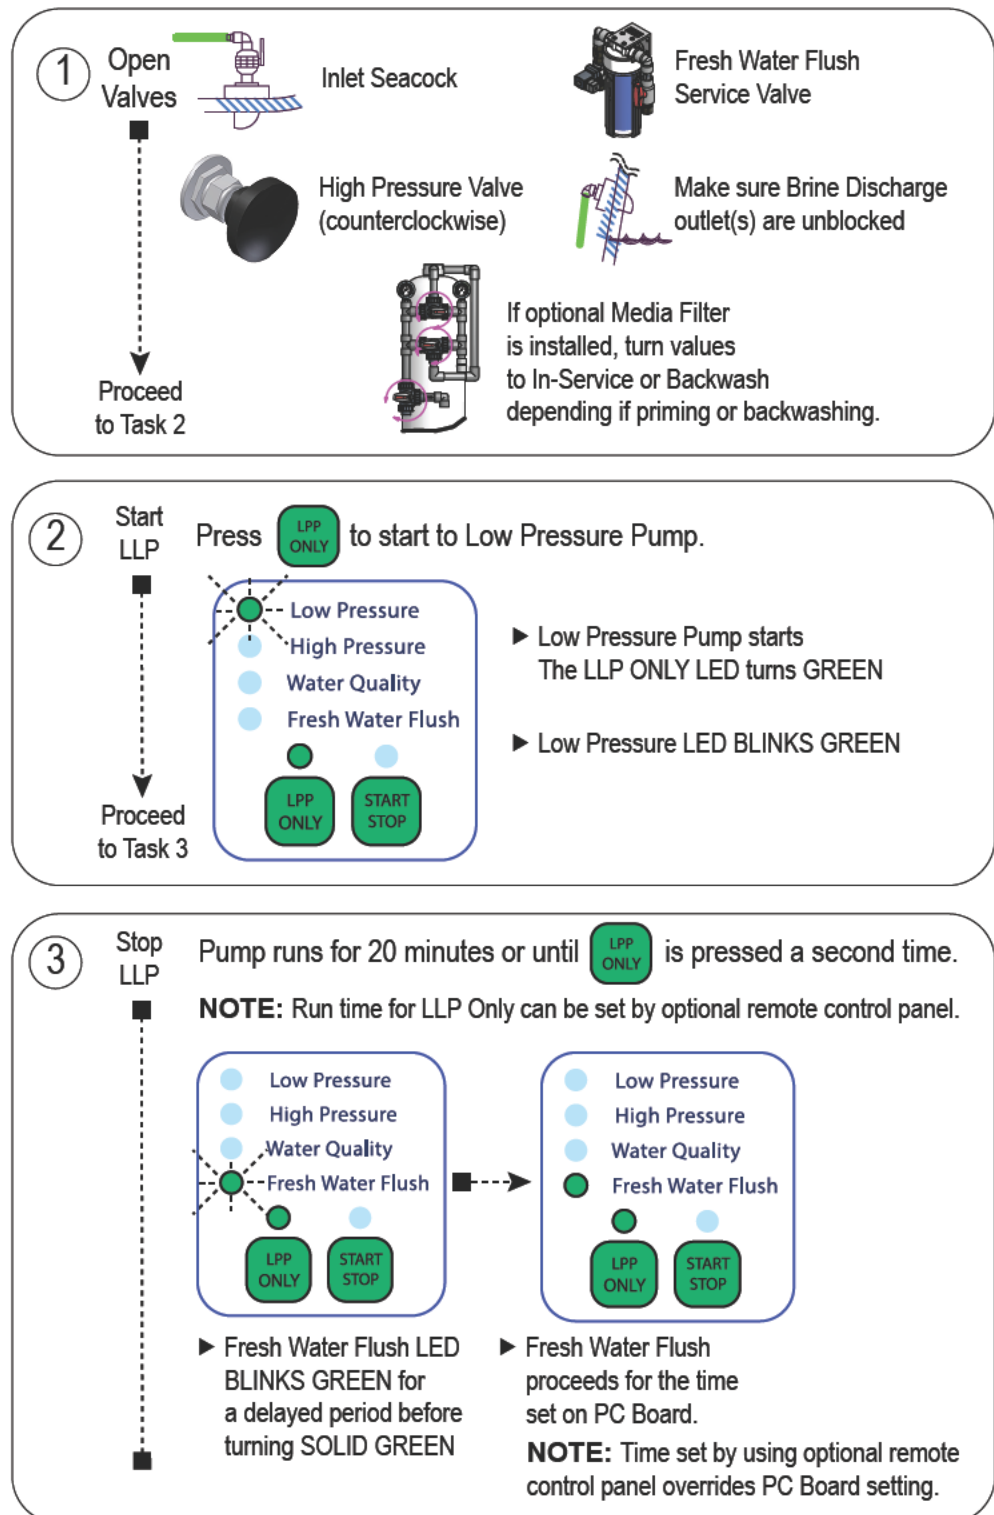 1
Open
Valves
Inlet Seacock
Fresh Water Flush
Service Valve
High Pressure Valve
(counterclockwise)
Make sure Brine Discharge
outlet(s) are unblocked
If optional Media Filter
is installed, turn values
to In-Service or Backwash
depending if priming or backwashing.
Proceed
to Task 2
2
Start
LLP
Press LPP ONLY to start to Low Pressure Pump.
Low Pressure
High Pressure
Water Quality
Fresh Water Flush
LPP
ONLY
START
STOP
▶ Low Pressure Pump starts
The LLP ONLY LED turns GREEN
▶ Low Pressure LED BLINKS GREEN
Proceed
to Task 3
3
Stop
LLP
Pump runs for 20 minutes or until LPP ONLY is pressed a second time.
NOTE: Run time for LLP Only can be set by optional remote control panel.
Low Pressure
High Pressure
Water Quality
Fresh Water Flush
LPP
ONLY
START
STOP
Low Pressure
High Pressure
Water Quality
Fresh Water Flush
LPP
ONLY
START
STOP
▶ Fresh Water Flush LED
BLINKS GREEN for
a delayed period before
turning SOLID GREEN
▶ Fresh Water Flush
proceeds for the time
set on PC Board.
NOTE: Time set by using optional remote
control panel overrides PC Board setting.